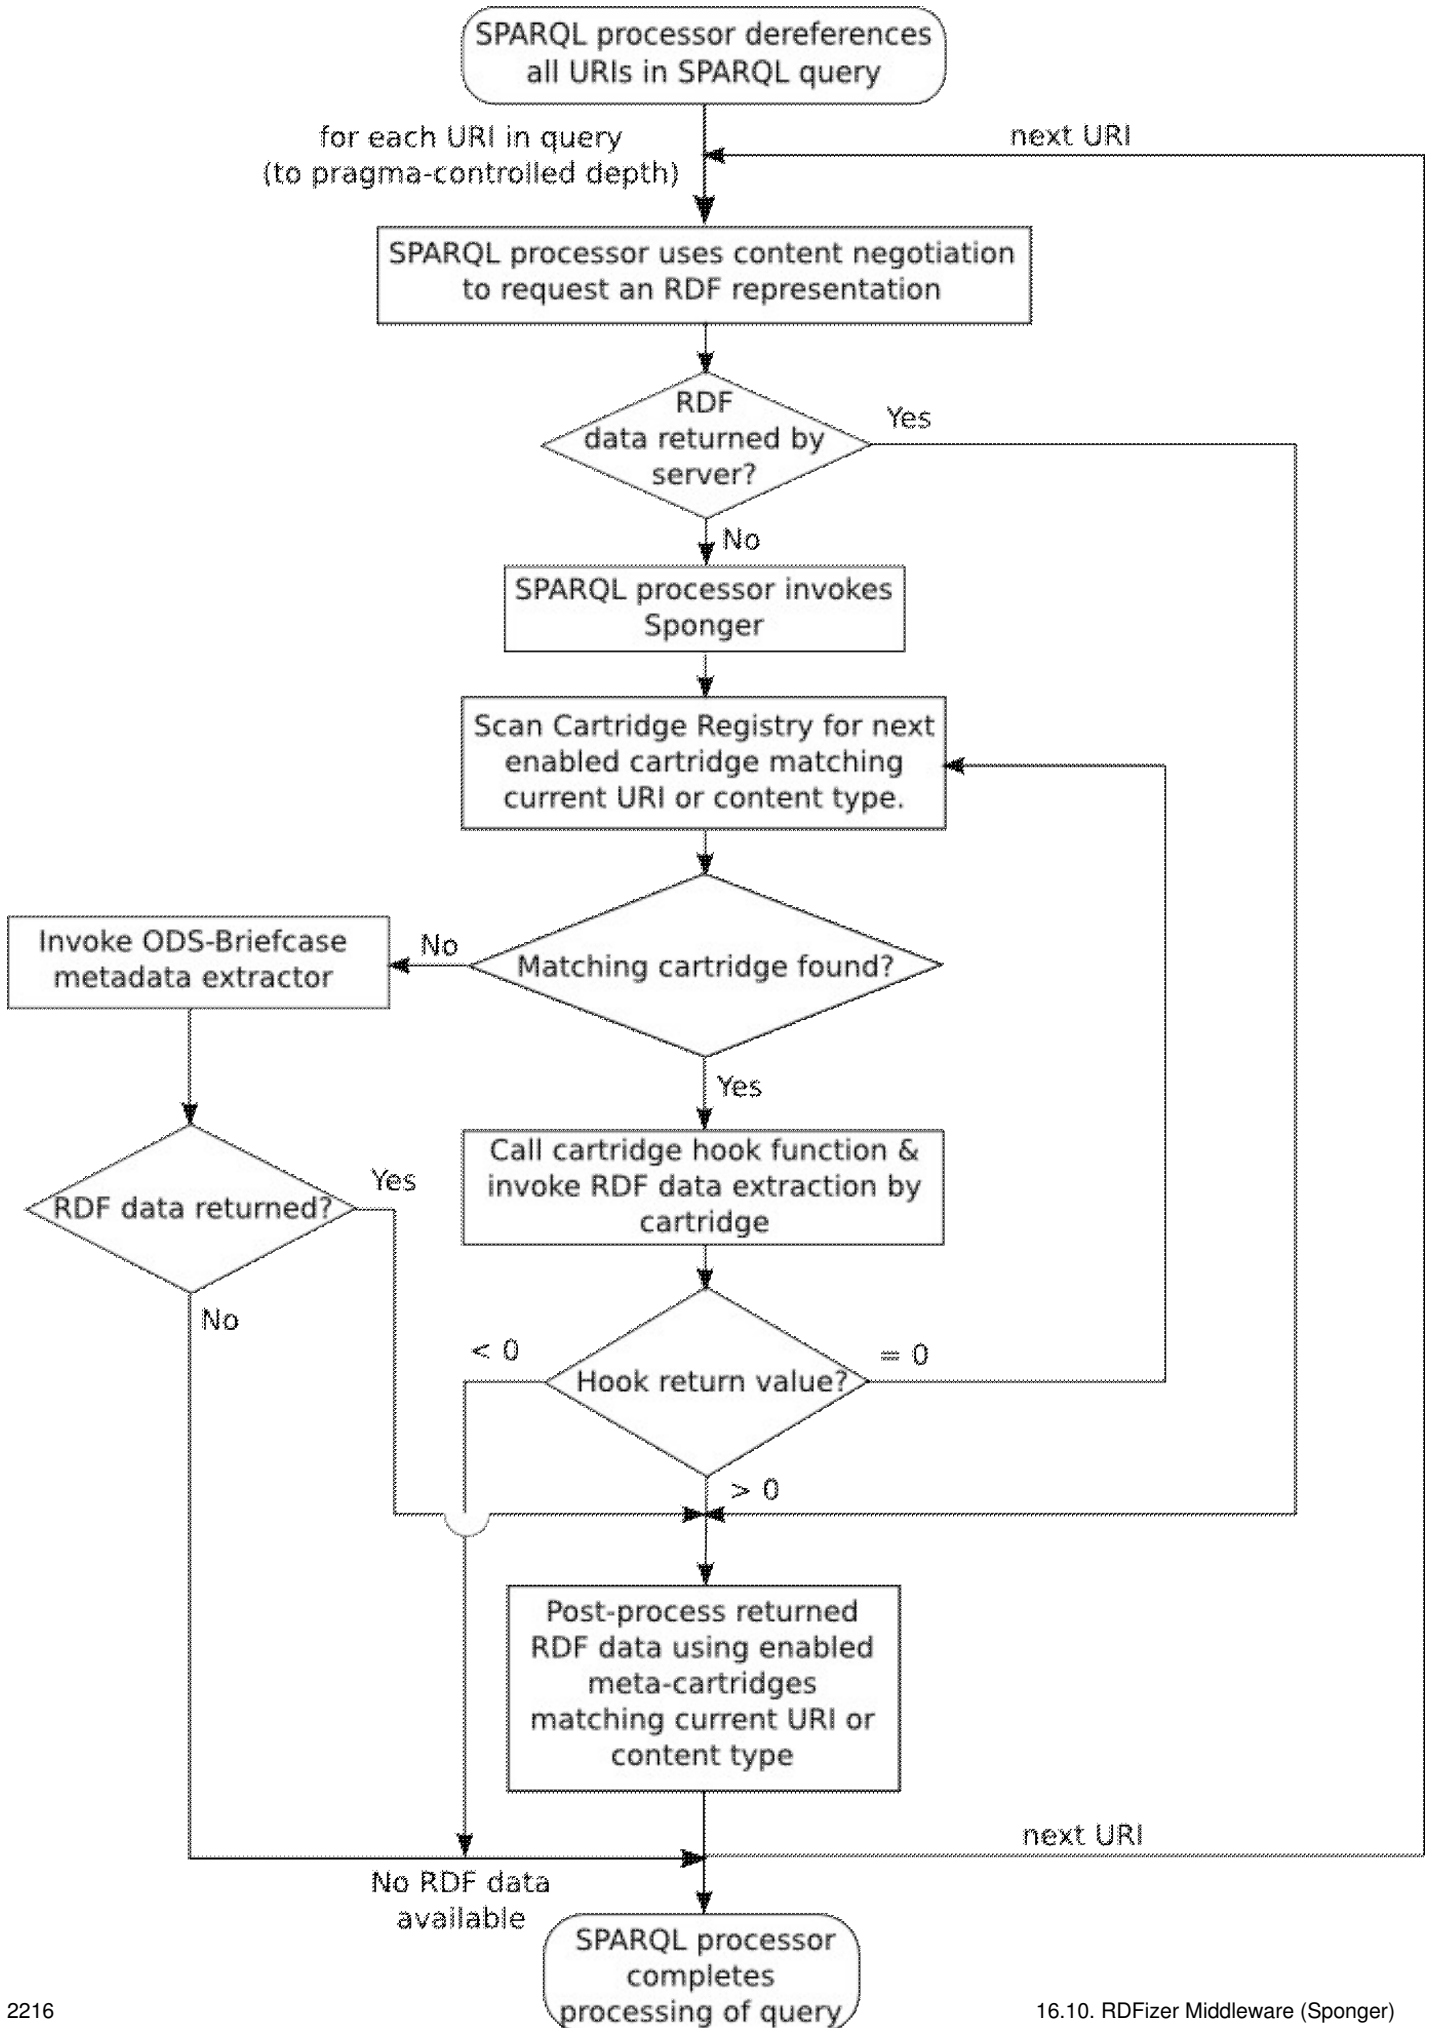 SPARQL processor dereferences
all URIs in SPARQL query
for each URI in query
(to pragma-controlled depth)
next URI
SPARQL processor uses content negotiation
to request an RDF representation
RDF
data returned by
server?
Yes
No
SPARQL processor invokes
Sponger
Scan Cartridge Registry for next
enabled cartridge matching
current URI or content type.
Invoke ODS-Briefcase
metadata extractor
No
Matching cartridge found?
Yes
Call cartridge hook function &
invoke RDF data extraction by
cartridge
RDF data returned?
Yes
No
< 0
Hook return value?
= 0
> 0
Post-process returned
RDF data using enabled
meta-cartridges
matching current URI or
content type
next URI
No RDF data
available
SPARQL processor
completes
processing of query
2216
16.10. RDFizer Middleware (Sponger)